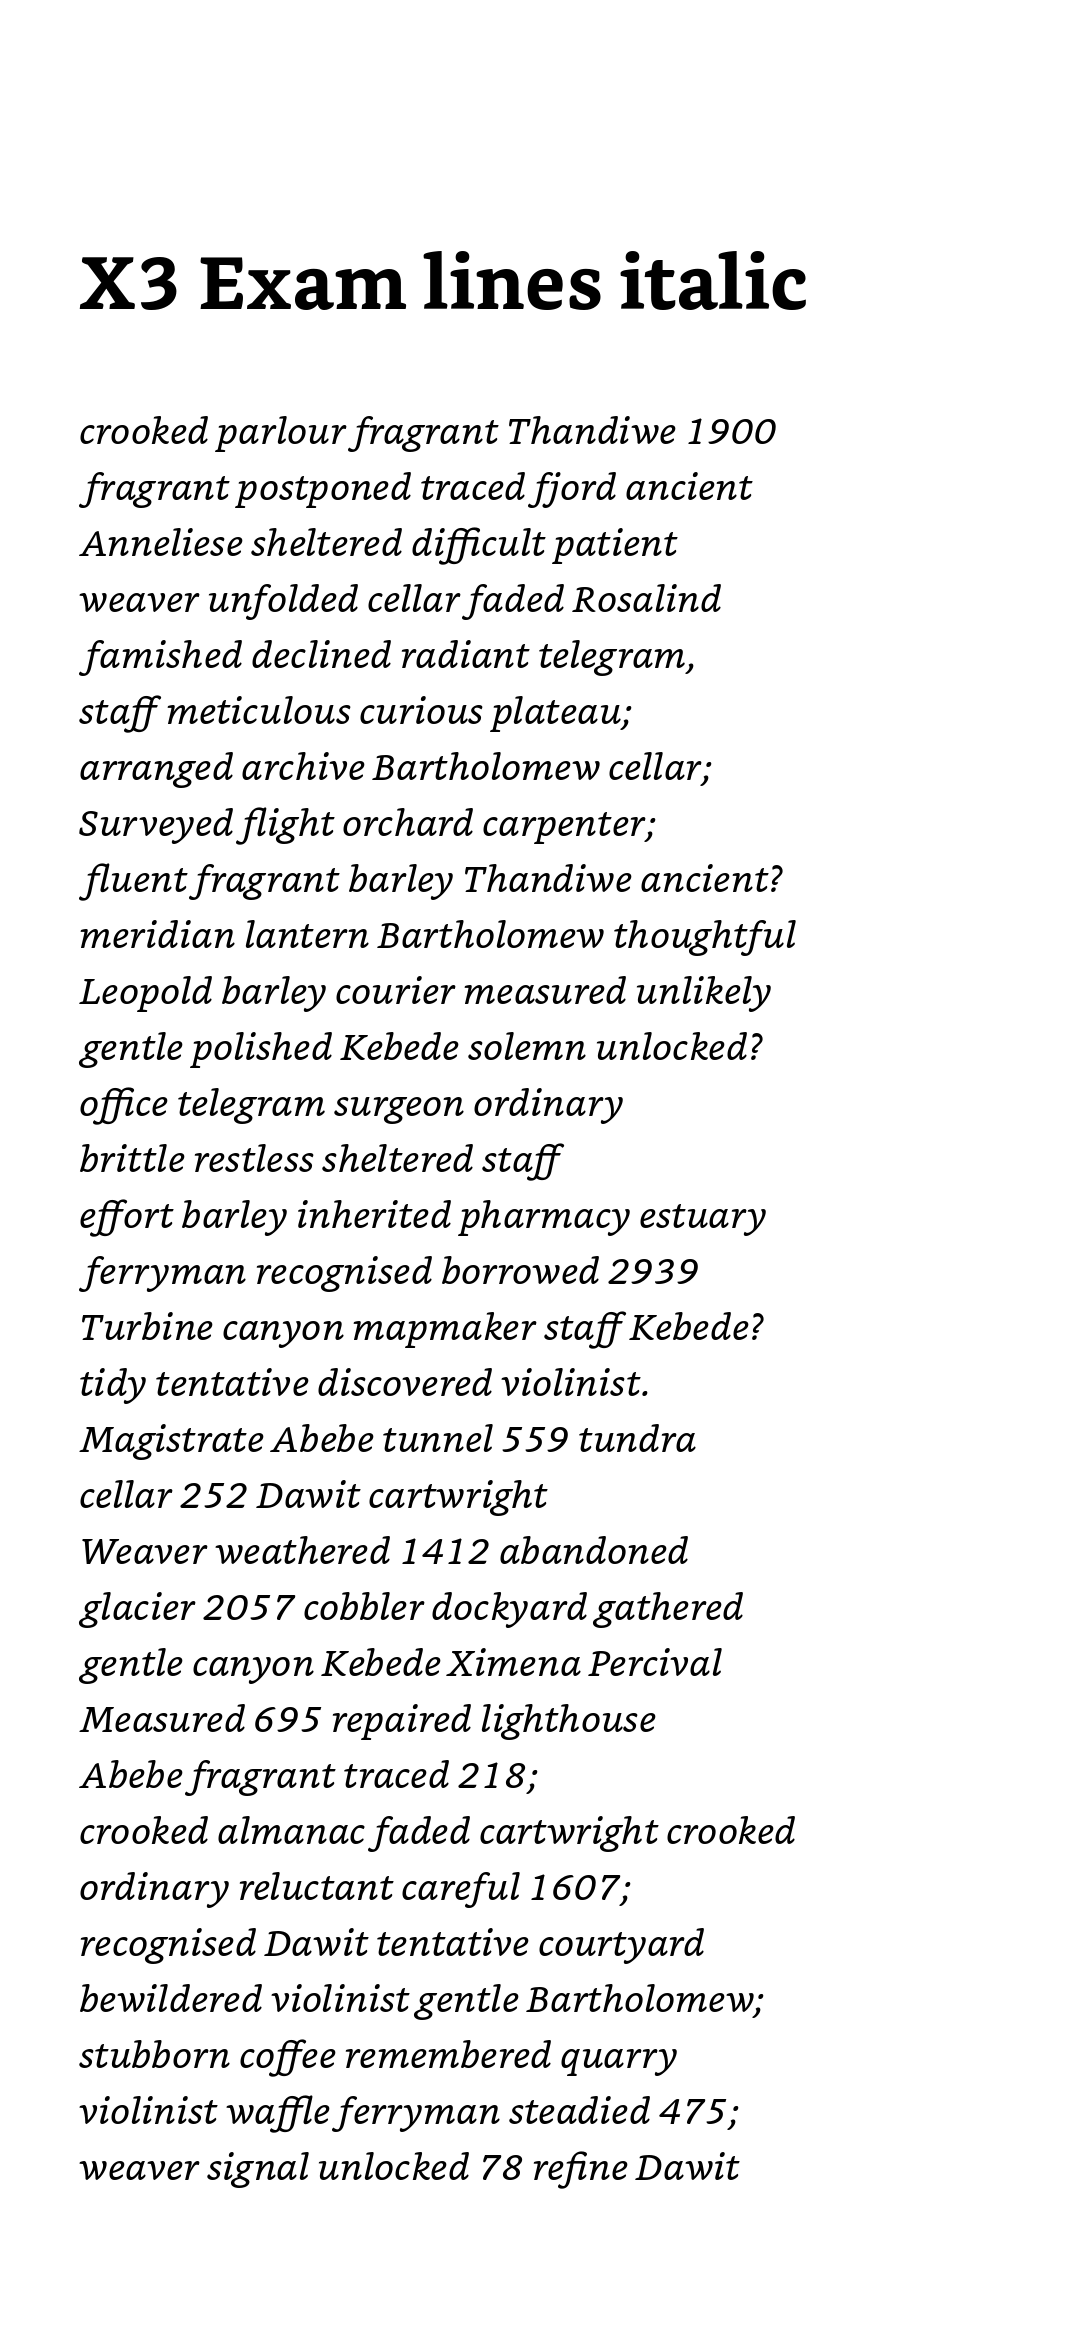 X3 Exam lines italic
crooked parlour fragrant Thandiwe 1900
fragrant postponed traced fjord ancient
Anneliese sheltered difficult patient
weaver unfolded cellar faded Rosalind
famished declined radiant telegram,
staff meticulous curious plateau;
arranged archive Bartholomew cellar;
Surveyed flight orchard carpenter;
fluent fragrant barley Thandiwe ancient?
meridian lantern Bartholomew thoughtful
Leopold barley courier measured unlikely
gentle polished Kebede solemn unlocked?
office telegram surgeon ordinary
brittle restless sheltered staff
effort barley inherited pharmacy estuary
ferryman recognised borrowed 2939
Turbine canyon mapmaker staff Kebede?
tidy tentative discovered violinist.
Magistrate Abebe tunnel 559 tundra
cellar 252 Dawit cartwright
Weaver weathered 1412 abandoned
glacier 2057 cobbler dockyard gathered
gentle canyon Kebede Ximena Percival
Measured 695 repaired lighthouse
Abebe fragrant traced 218;
crooked almanac faded cartwright crooked
ordinary reluctant careful 1607;
recognised Dawit tentative courtyard
bewildered violinist gentle Bartholomew;
stubborn coffee remembered quarry
violinist waffle ferryman steadied 475;
weaver signal unlocked 78 refine Dawit